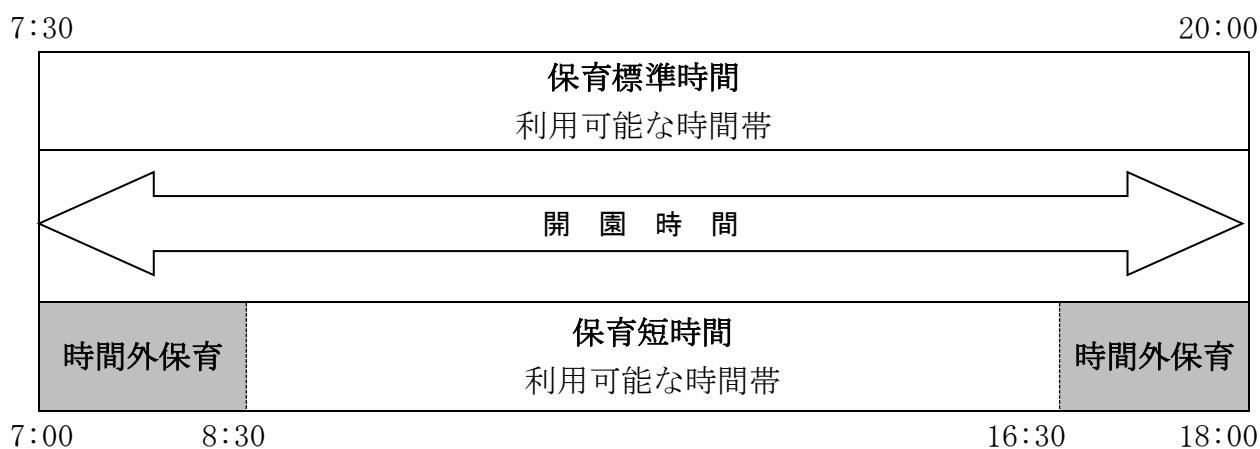 7:30 20:00
保育標準時間
利用可能な時間帯
開 園 時 間
時間外保育 保育短時間 時間外保育
利用可能な時間帯
7:00 8:30 16:30 18:00